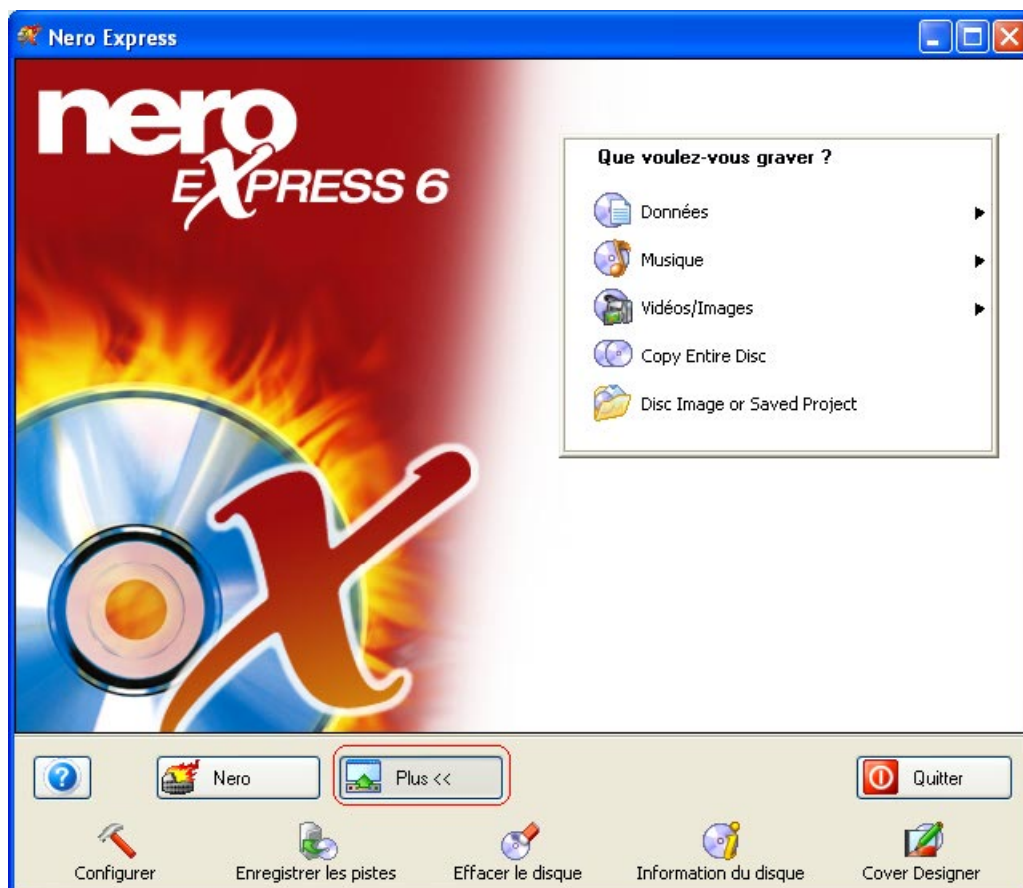 Nero Express
nero
EXPRESS 6
Que voulez-vous graver ?
Données
Musique
Vidéos/Images
Copy Entire Disc
Disc Image or Saved Project
?
Nero
Plus <<
Quitter
Configurer
Enregistrer les pistes
Effacer le disque
Information du disque
Cover Designer